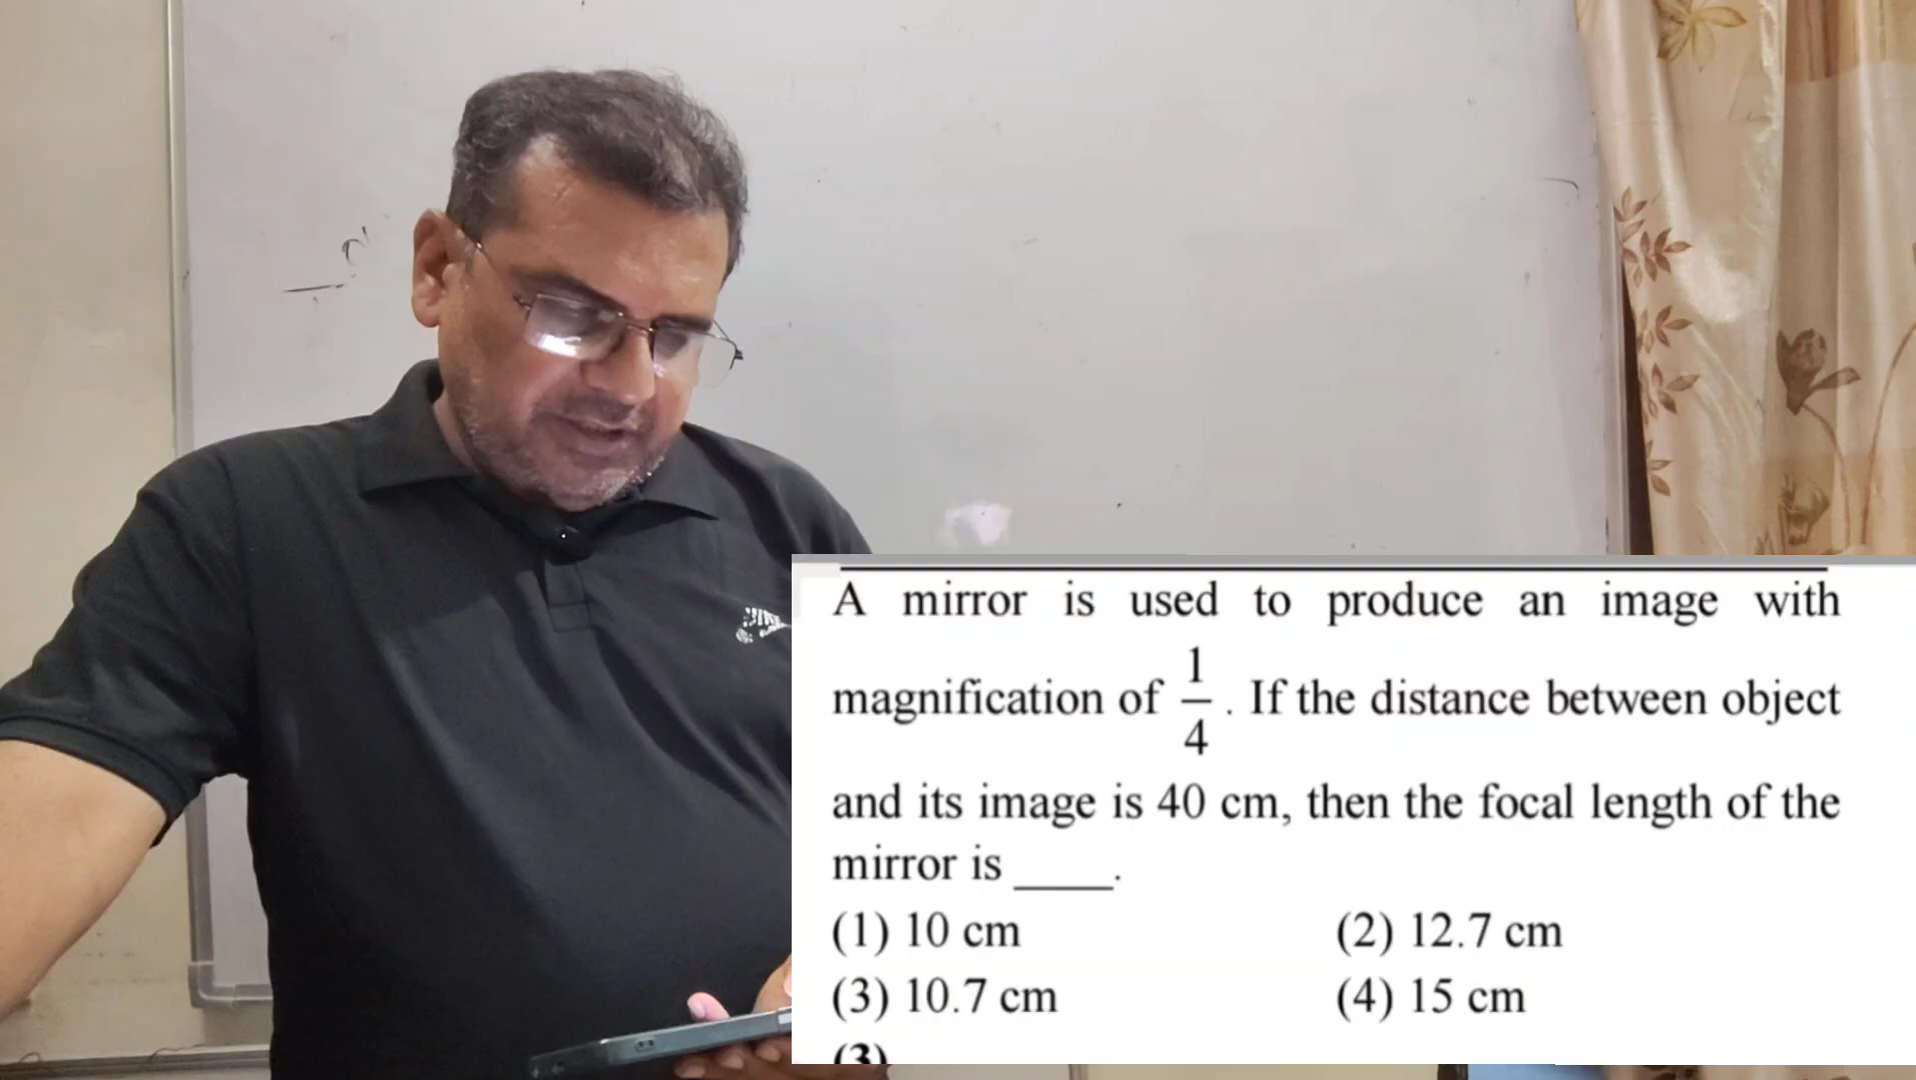 A mirror is used to produce an image with
magnification of 1/4. If the distance between object
and its image is 40 cm, then the focal length of the
mirror is ____.
(1) 10 cm (2) 12.7 cm
(3) 10.7 cm (4) 15 cm
(3)